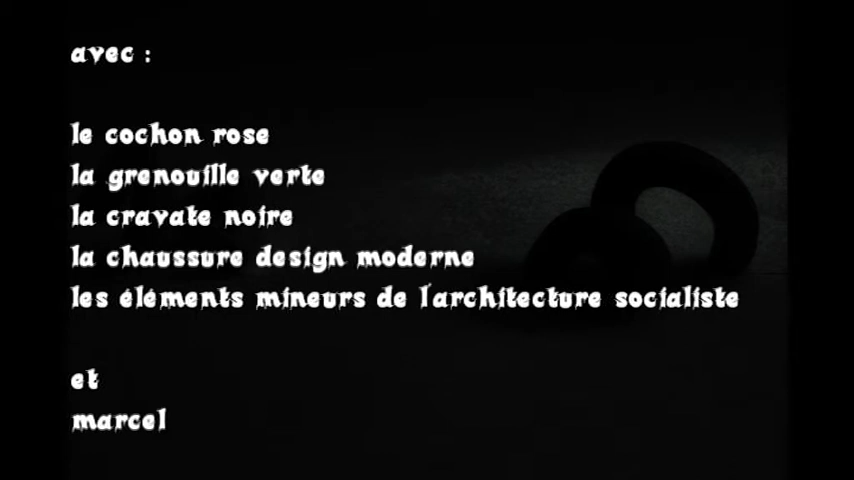 avec :
le cochon rose
la grenouille verte
la cravate noire
la chaussure design moderne
les éléments mineurs de l'architecture socialiste
et
marcel